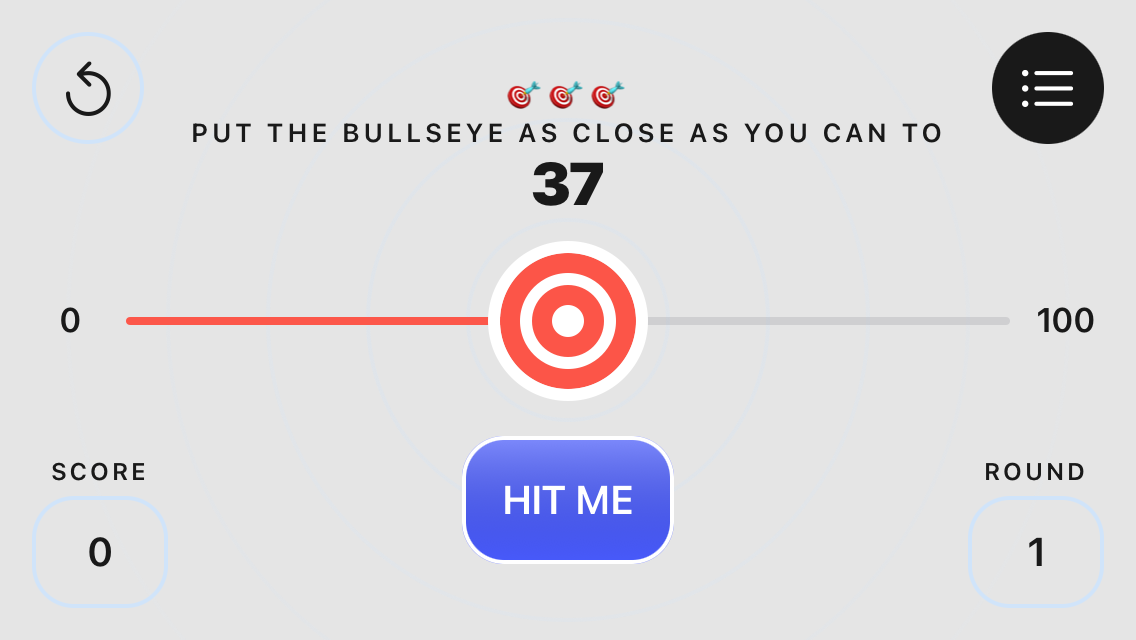 🎯🎯🎯
PUT THE BULLSEYE AS CLOSE AS YOU CAN TO
37
0
100
SCORE
0
HIT ME
ROUND
1